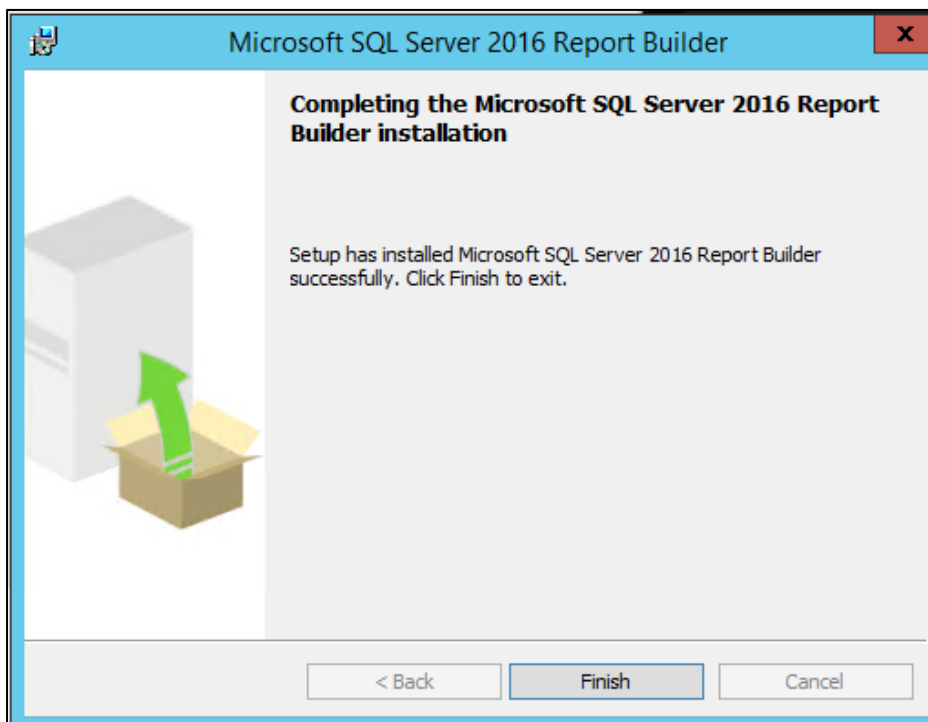 Microsoft SQL Server 2016 Report Builder
x
Completing the Microsoft SQL Server 2016 Report
Builder installation
Setup has installed Microsoft SQL Server 2016 Report Builder
successfully. Click Finish to exit.
< Back
Finish
Cancel